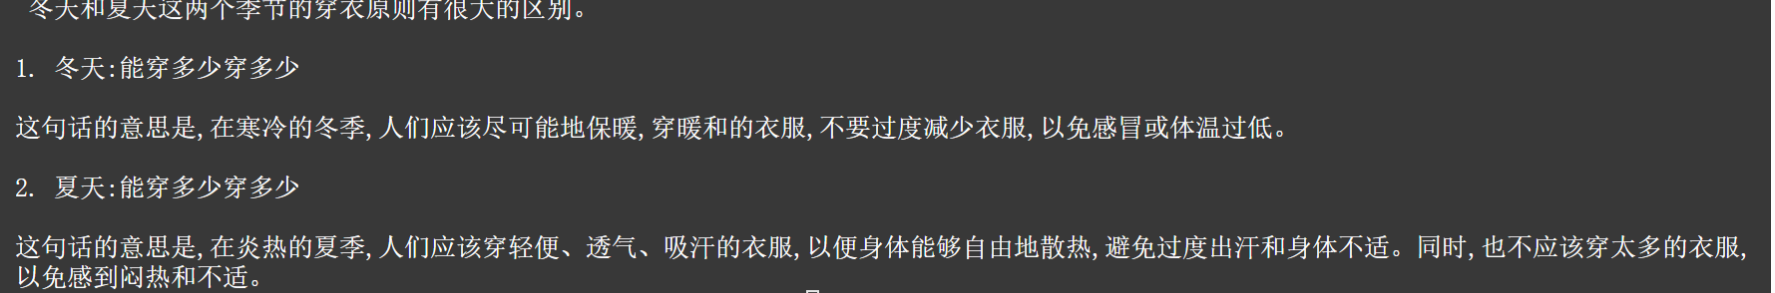 冬天和夏天这两个季节的穿衣原则有很大的区别。
1. 冬天:能穿多少穿多少
这句话的意思是,在寒冷的冬季,人们应该尽可能地保暖,穿暖和的衣服,不要过度减少衣服,以免感冒或体温过低。
2. 夏天:能穿多少穿多少
这句话的意思是,在炎热的夏季,人们应该穿轻便、透气、吸汗的衣服,以便身体能够自由地散热,避免过度出汗和身体不适。同时,也不应该穿太多的衣服,
以免感到闷热和不适。